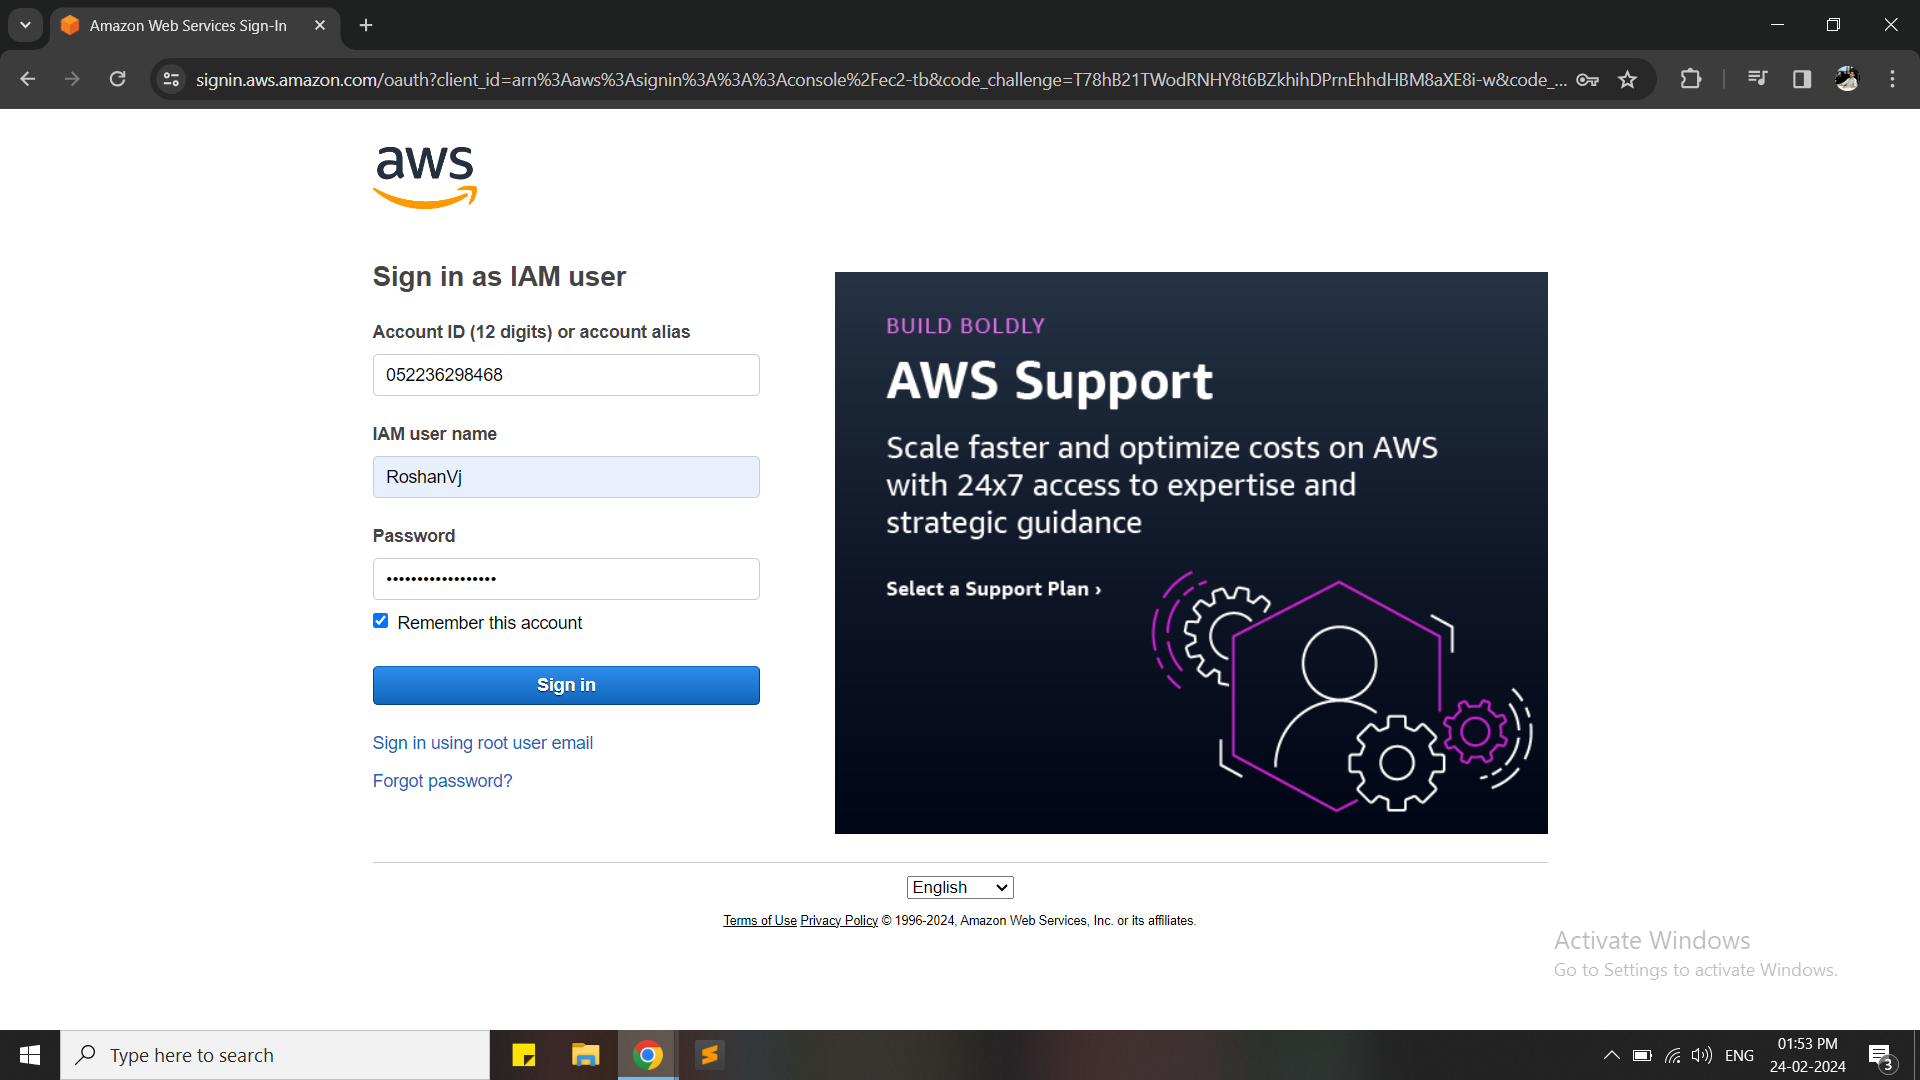 Amazon Web Services Sign-In
signin.aws.amazon.com/oauth?client_id=arn%3Aaws%3Asignin%3A%3A%3Aconsole%2Fec2-tb&code_challenge=T78hB21TWodRNHY8t6BZkhihDPrnEhhdHBM8aXE8i-w&code_...
aws
Sign in as IAM user
Account ID (12 digits) or account alias
052236298468
IAM user name
RoshanVj
Password
••••••••••••••••••
Remember this account
Sign in
Sign in using root user email
Forgot password?
BUILD BOLDLY
AWS Support
Scale faster and optimize costs on AWS
with 24x7 access to expertise and
strategic guidance
Select a Support Plan ›
English
Terms of Use Privacy Policy © 1996-2024, Amazon Web Services, Inc. or its affiliates.
Activate Windows
Go to Settings to activate Windows.
Type here to search
ENG
01:53 PM
24-02-2024
3